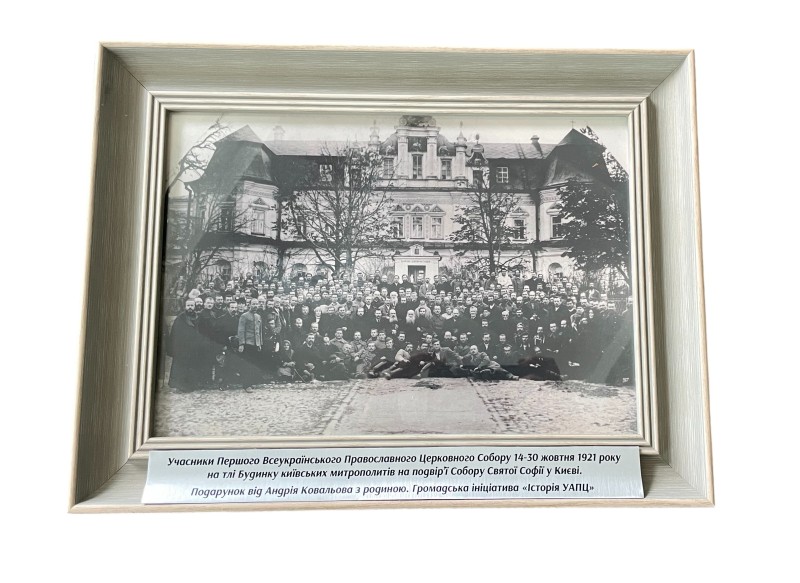 Учасники Першого Всеукраїнського Православного Церковного Собору 14-30 жовтня 1921 року
на тлі Будинку київських митрополитів на подвір'ї Собору Святої Софії у Києві.
Подарунок від Андрія Ковальова з родиною. Громадська ініціатива «Історія УАПЦ»